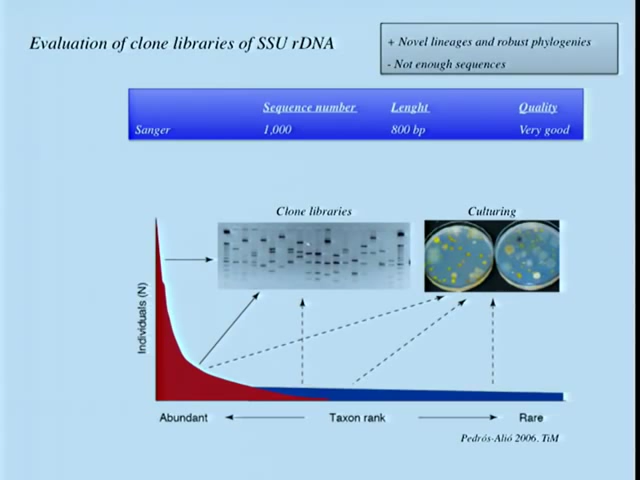 Evaluation of clone libraries of SSU rDNA
+ Novel lineages and robust phylogenies
- Not enough sequences
Sequence number Lenght Quality
Sanger 1,000 800 bp Very good
Clone libraries Culturing
Individuals (N)
Abundant Taxon rank Rare
Pedrós-Alió 2006. TiM